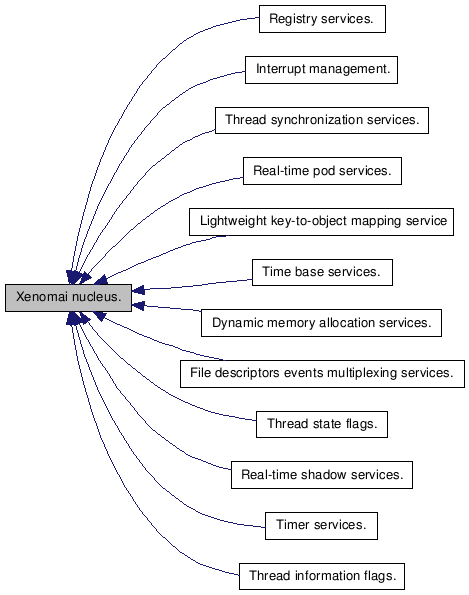 Registry services.
Interrupt management.
Thread synchronization services.
Real-time pod services.
Lightweight key-to-object mapping service
Time base services.
Xenomai nucleus.
Dynamic memory allocation services.
File descriptors events multiplexing services.
Thread state flags.
Real-time shadow services.
Timer services.
Thread information flags.